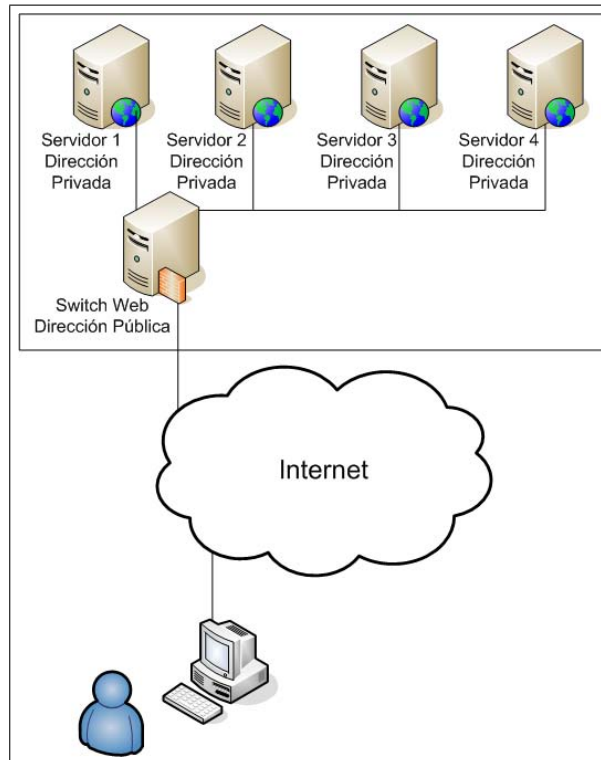 Servidor 1
Dirección
Privada
Servidor 2
Dirección
Privada
Servidor 3
Dirección
Privada
Servidor 4
Dirección
Privada
Switch Web
Dirección Pública
Internet